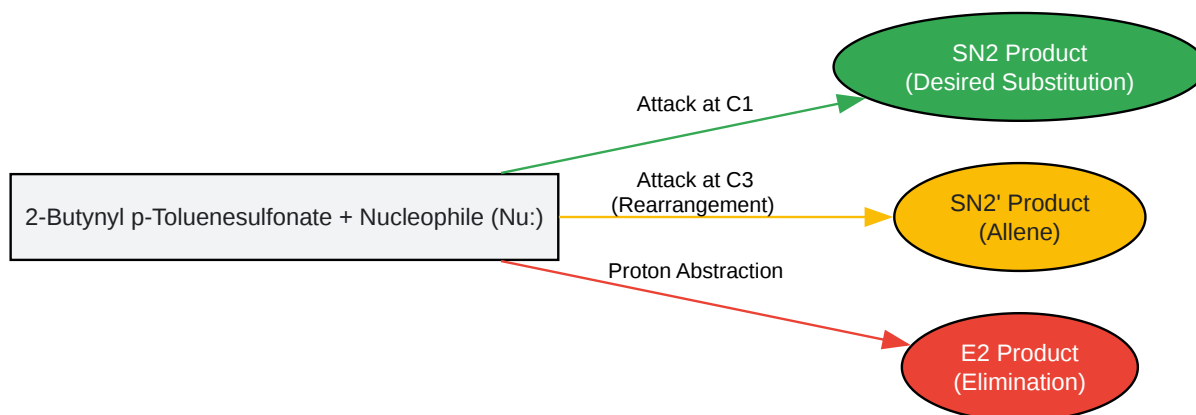 SN2 Product
(Desired Substitution)
Attack at C1
2-Butynyl p-Toluenesulfonate + Nucleophile (Nu:)
Attack at C3
(Rearrangement)
SN2' Product
(Allene)
Proton Abstraction
E2 Product
(Elimination)